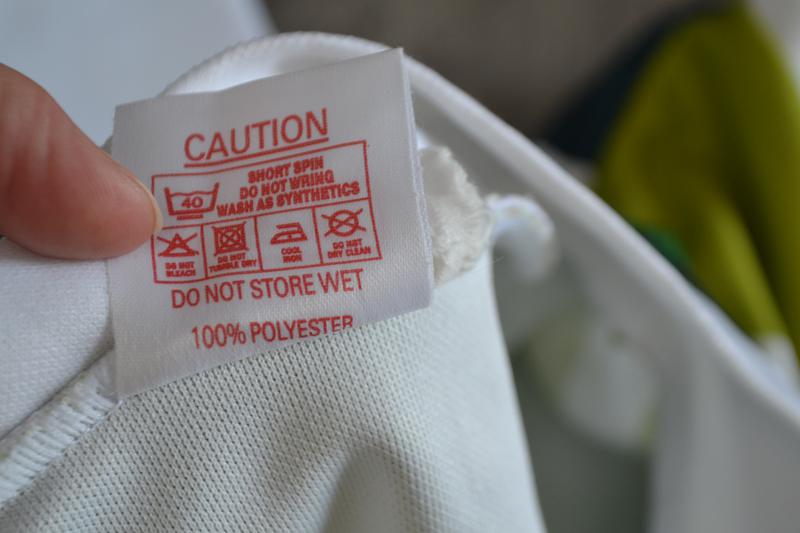 CAUTION
40
SHORT SPIN
DO NOT WRING
WASH AS SYNTHETICS
DO NOT
BLEACH
DO NOT
TUMBLE DRY
COOL
IRON
DO NOT
DRY CLEAN
DO NOT STORE WET
100% POLYESTER